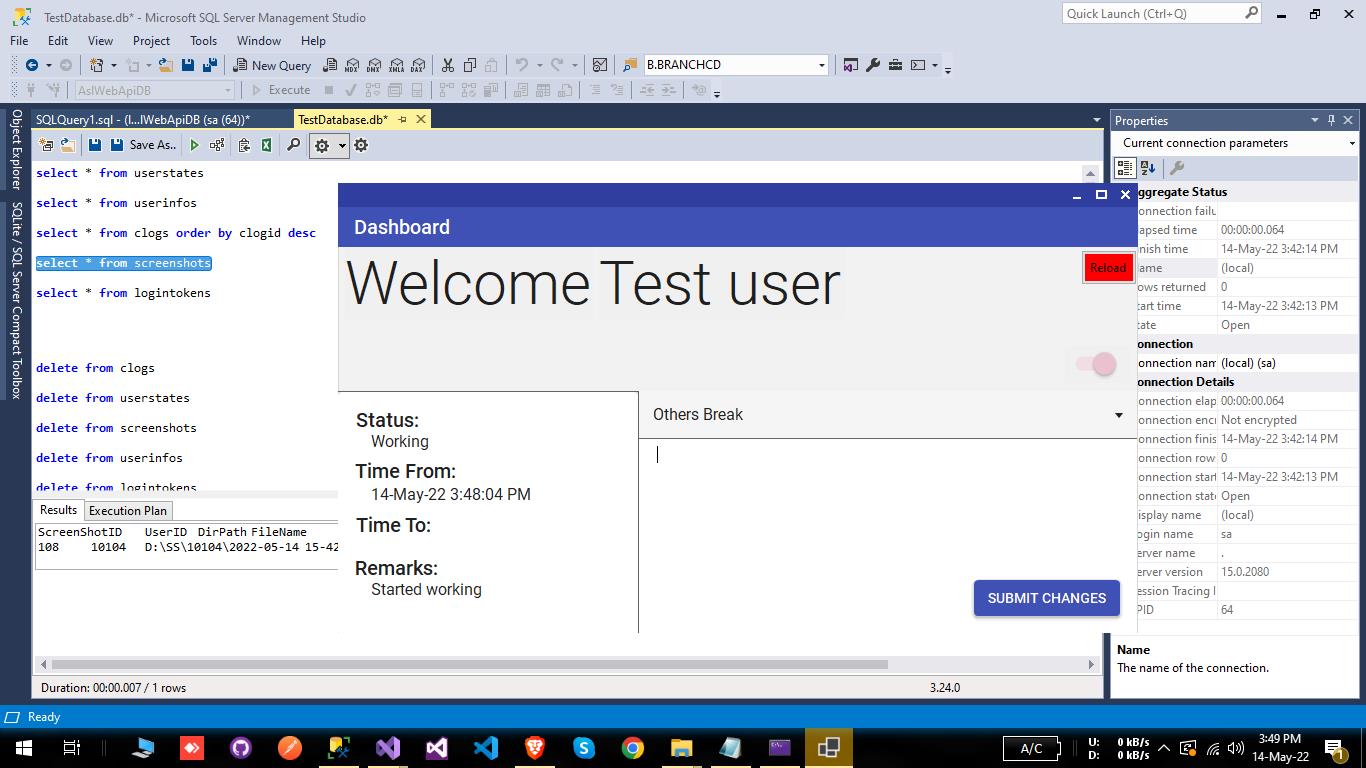 TestDatabase.db* - Microsoft SQL Server Management Studio
Quick Launch (Ctrl+Q)
File Edit View Project Tools Window Help
New Query
MDX DMX XMLA DAX
B.BRANCHCD
AslWebApiDB
Execute
Object Explorer
SQLite / SQL Server Compact Toolbox
SQLQuery1.sql - (l...lWebApiDB (sa (64))*
TestDatabase.db*
Save As..
select * from userstates
select * from userinfos
select * from clogs order by clogid desc
select * from screenshots
select * from logintokens
delete from clogs
delete from userstates
delete from screenshots
delete from userinfos
delete from logintokens
Results Execution Plan
ScreenShotID UserID DirPath FileName
108 10104 D:\SS\10104\2022-05-14 15-42
Duration: 00:00.007 / 1 rows
3.24.0
Dashboard
Welcome Test user
Reload
Status:
Working
Time From:
14-May-22 3:48:04 PM
Time To:
Remarks:
Started working
Others Break
SUBMIT CHANGES
Properties
Current connection parameters
ggregate Status
onnection failu
lapsed time 00:00:00.064
inish time 14-May-22 3:42:14 PM
ame (local)
ows returned 0
tart time 14-May-22 3:42:13 PM
tate Open
onnection
onnection nam (local) (sa)
onnection Details
onnection elap 00:00:00.064
onnection encr Not encrypted
onnection finis 14-May-22 3:42:14 PM
onnection row 0
onnection start 14-May-22 3:42:13 PM
onnection state Open
isplay name (local)
ogin name sa
erver name .
erver version 15.0.2080
ession Tracing I
PID 64
Name
The name of the connection.
Ready
A/C
U: 0 kB/s
D: 0 kB/s
3:49 PM
14-May-22
1